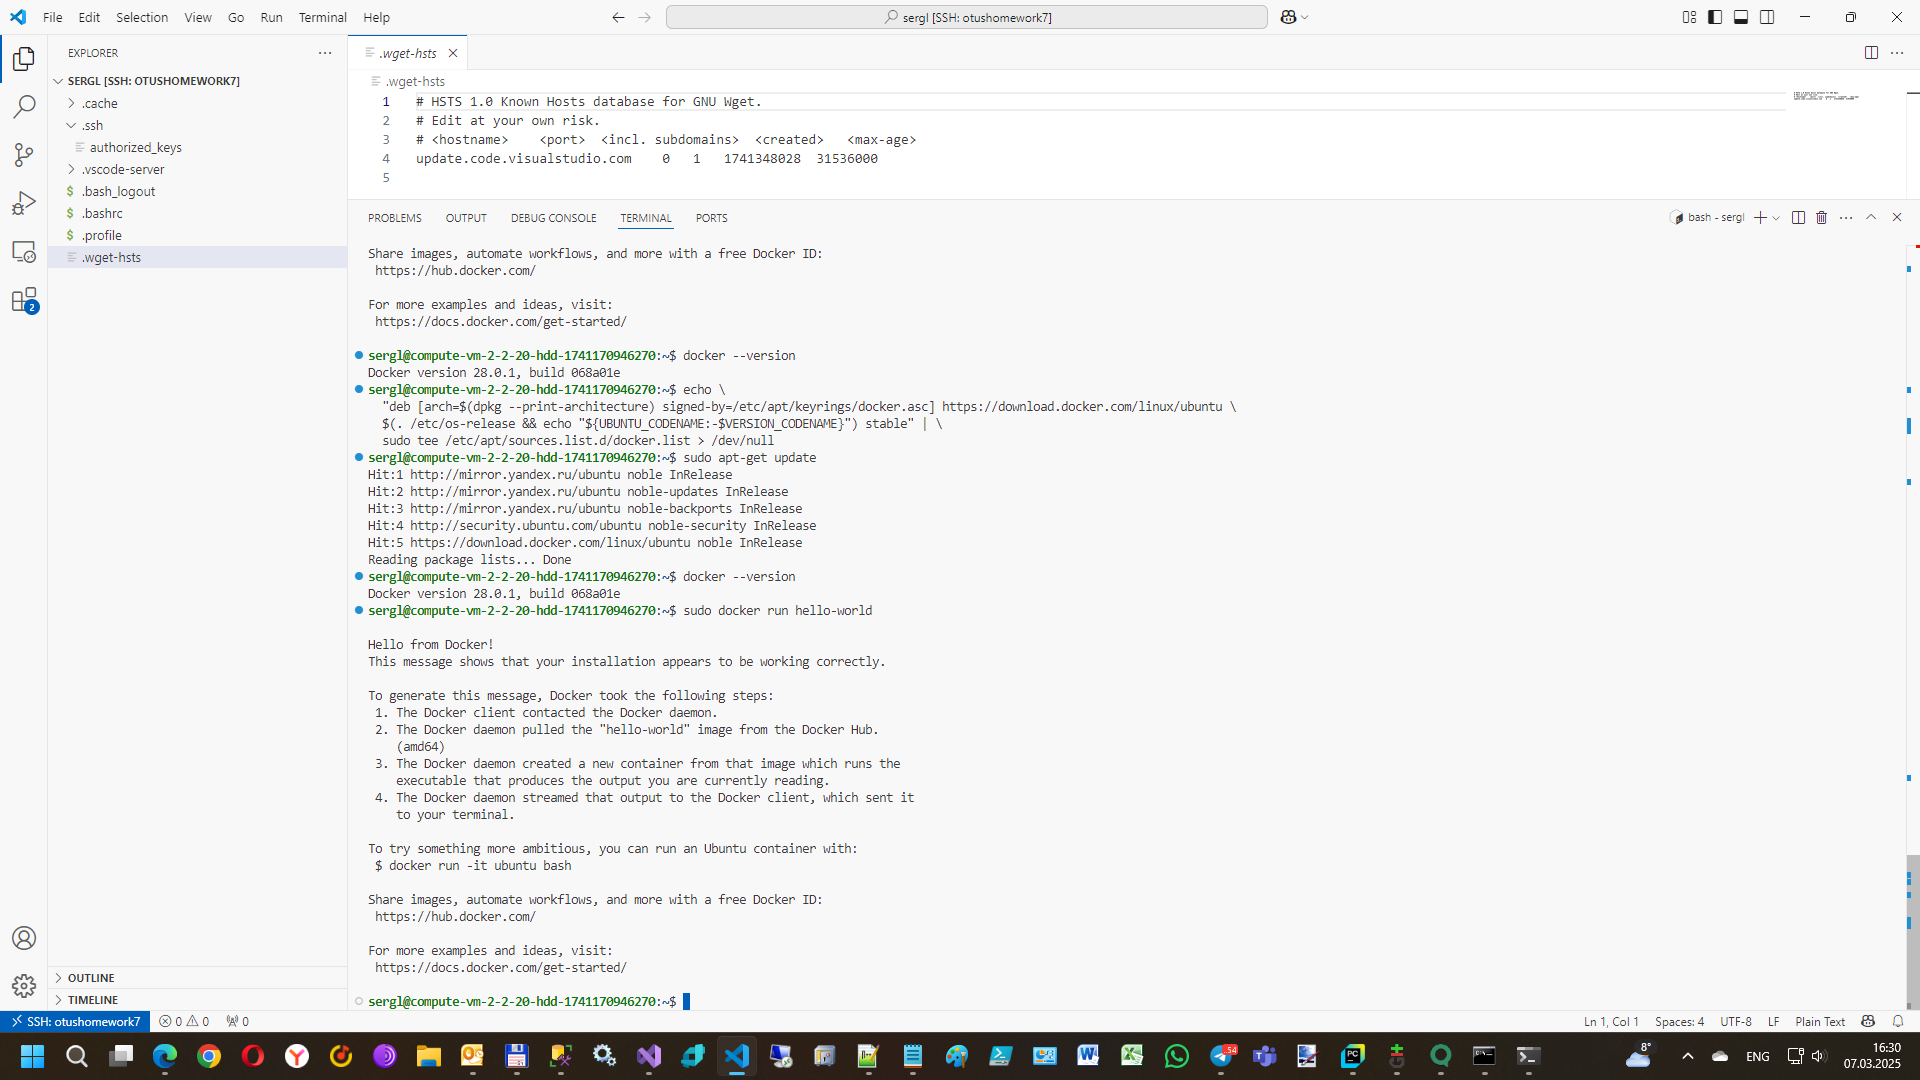 File Edit Selection View Go Run Terminal Help
sergl [SSH: otushomework7]
EXPLORER
SERGL [SSH: OTUSHOMEWORK7]
.cache
.ssh
authorized_keys
.vscode-server
$ .bash_logout
$ .bashrc
$ .profile
.wget-hsts
OUTLINE
TIMELINE
2
.wget-hsts
.wget-hsts
1 # HSTS 1.0 Known Hosts database for GNU Wget.
2 # Edit at your own risk.
3 # <hostname> <port> <incl. subdomains> <created> <max-age>
4 update.code.visualstudio.com 0 1 1741348028 31536000
5
PROBLEMS OUTPUT DEBUG CONSOLE TERMINAL PORTS
bash - sergl
Share images, automate workflows, and more with a free Docker ID:
https://hub.docker.com/
For more examples and ideas, visit:
https://docs.docker.com/get-started/
sergl@compute-vm-2-2-20-hdd-1741170946270:~$ docker --version
Docker version 28.0.1, build 068a01e
sergl@compute-vm-2-2-20-hdd-1741170946270:~$ echo \
"deb [arch=$(dpkg --print-architecture) signed-by=/etc/apt/keyrings/docker.asc] https://download.docker.com/linux/ubuntu \
$(. /etc/os-release && echo "${UBUNTU_CODENAME:-$VERSION_CODENAME}") stable" | \
sudo tee /etc/apt/sources.list.d/docker.list > /dev/null
sergl@compute-vm-2-2-20-hdd-1741170946270:~$ sudo apt-get update
Hit:1 http://mirror.yandex.ru/ubuntu noble InRelease
Hit:2 http://mirror.yandex.ru/ubuntu noble-updates InRelease
Hit:3 http://mirror.yandex.ru/ubuntu noble-backports InRelease
Hit:4 http://security.ubuntu.com/ubuntu noble-security InRelease
Hit:5 https://download.docker.com/linux/ubuntu noble InRelease
Reading package lists... Done
sergl@compute-vm-2-2-20-hdd-1741170946270:~$ docker --version
Docker version 28.0.1, build 068a01e
sergl@compute-vm-2-2-20-hdd-1741170946270:~$ sudo docker run hello-world
Hello from Docker!
This message shows that your installation appears to be working correctly.
To generate this message, Docker took the following steps:
1. The Docker client contacted the Docker daemon.
2. The Docker daemon pulled the "hello-world" image from the Docker Hub.
(amd64)
3. The Docker daemon created a new container from that image which runs the
executable that produces the output you are currently reading.
4. The Docker daemon streamed that output to the Docker client, which sent it
to your terminal.
To try something more ambitious, you can run an Ubuntu container with:
$ docker run -it ubuntu bash
Share images, automate workflows, and more with a free Docker ID:
https://hub.docker.com/
For more examples and ideas, visit:
https://docs.docker.com/get-started/
sergl@compute-vm-2-2-20-hdd-1741170946270:~$
SSH: otushomework7 0 0 0
Ln 1, Col 1 Spaces: 4 UTF-8 LF Plain Text
54
8°
ENG
16:30
07.03.2025